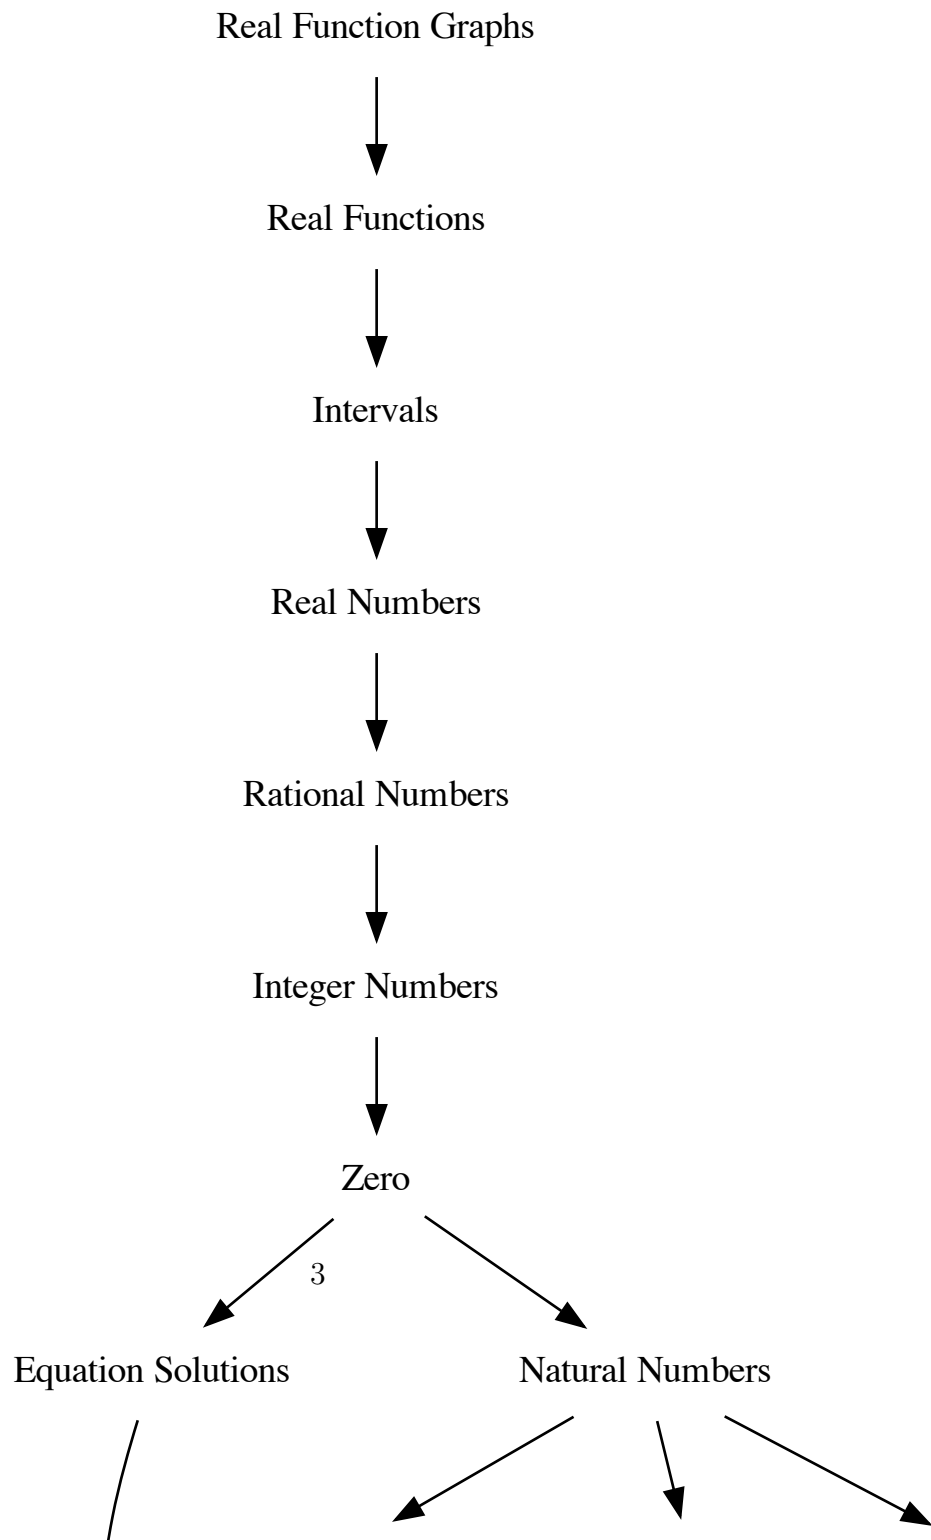 Real Function Graphs
Real Functions
Intervals
Real Numbers
Rational Numbers
Integer Numbers
Zero
3
Equation Solutions
Natural Numbers